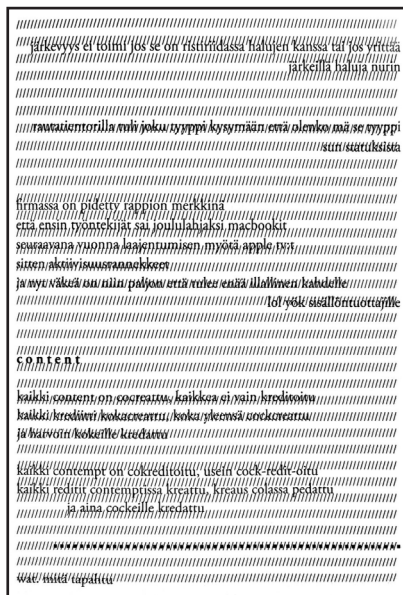 järkevyys ei toimi jos se on ristiriidassa halujen kanssa tai jos yrittää
järkeillä haluja nurin
rautatientorilla tuli joku tyyppi kysymään että olenko mä se tyyppi
sun statuksista
firmassa on pidetty rappion merkkinä
että ensin työntekijät sai joululahjaksi macbookit
seuraavana vuonna laajentumisen myötä apple tv:t
sitten aktiivisuusrannekkeet
ja nyt väkeä on niin paljon että tulee enää illallinen kahdelle
lol yök sisällöntuottajille
content
kaikki content on cocreattu, kaikkea ei vain kreditoitu
kaikki krediitti kokacreattu, koka yleensä cockcreattu
ja harvoin kokeille kredattu
kaikki contempt on cokreditoitu, usein cock-redit-oitu
kaikki reditit contemptissa kreattu, kreaus colassa pedattu
ja aina cockeille kredattu
wat. mitä tapahtu